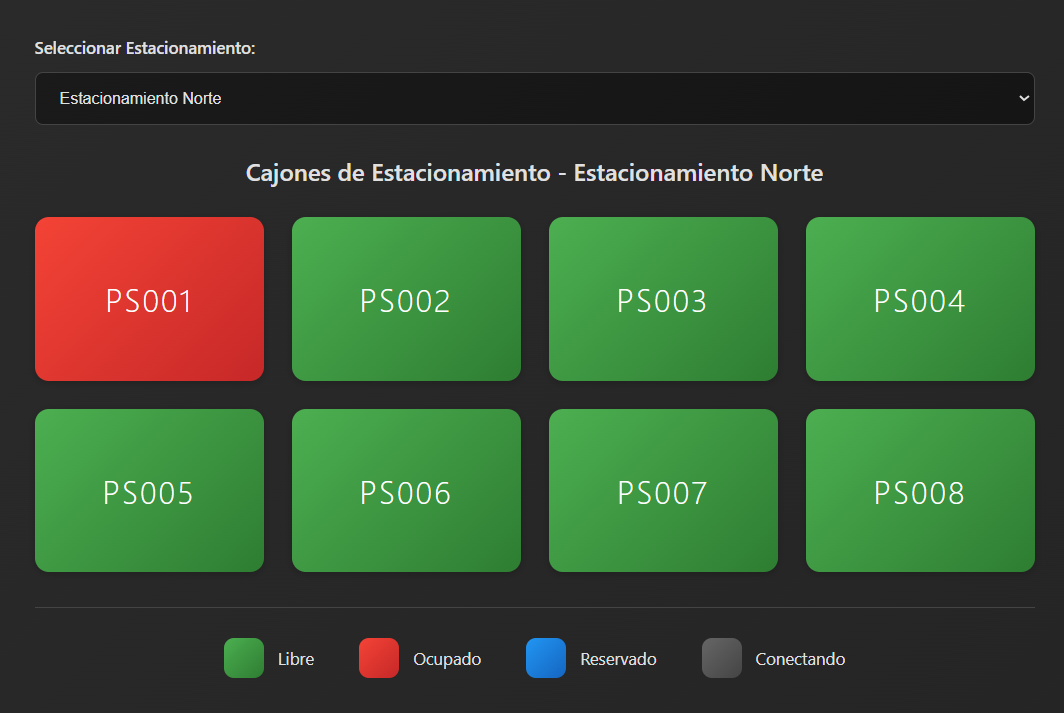 Seleccionar Estacionamiento:
Estacionamiento Norte
Cajones de Estacionamiento - Estacionamiento Norte
PS001 PS002 PS003 PS004
PS005 PS006 PS007 PS008
Libre Ocupado Reservado Conectando